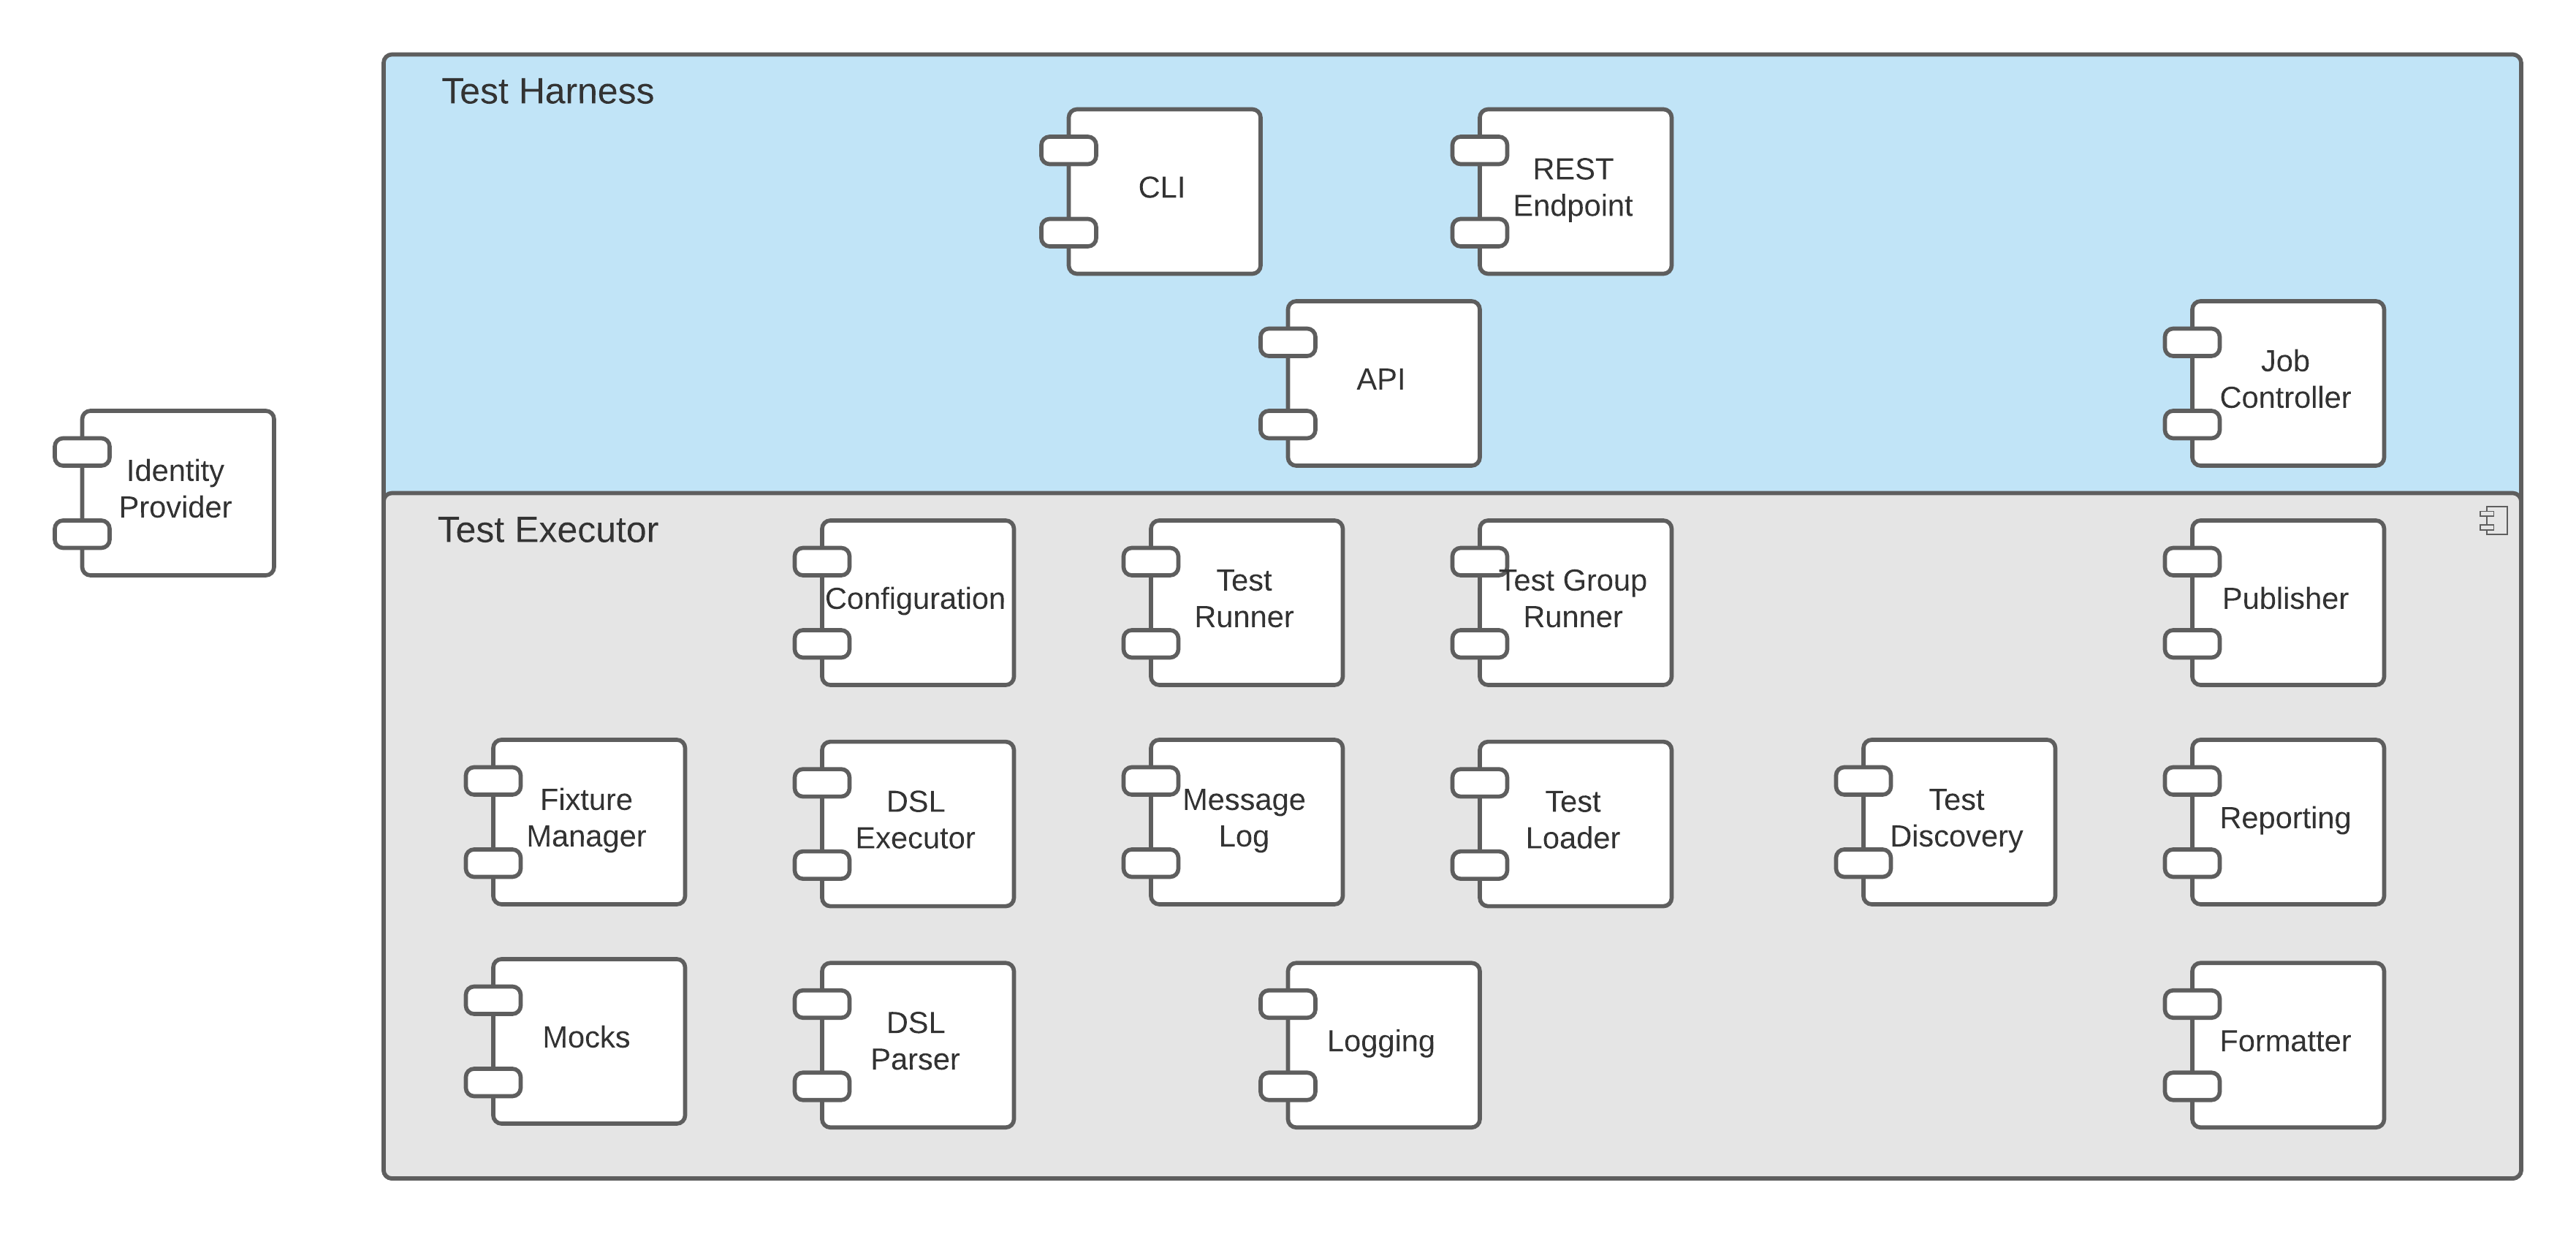 Test Harness
CLI
REST
Endpoint
API
Job
Controller
Identity
Provider
Test Executor
Configuration
Test
Runner
Test Group
Runner
Publisher
Fixture
Manager
DSL
Executor
Message
Log
Test
Loader
Test
Discovery
Reporting
Mocks
DSL
Parser
Logging
Formatter